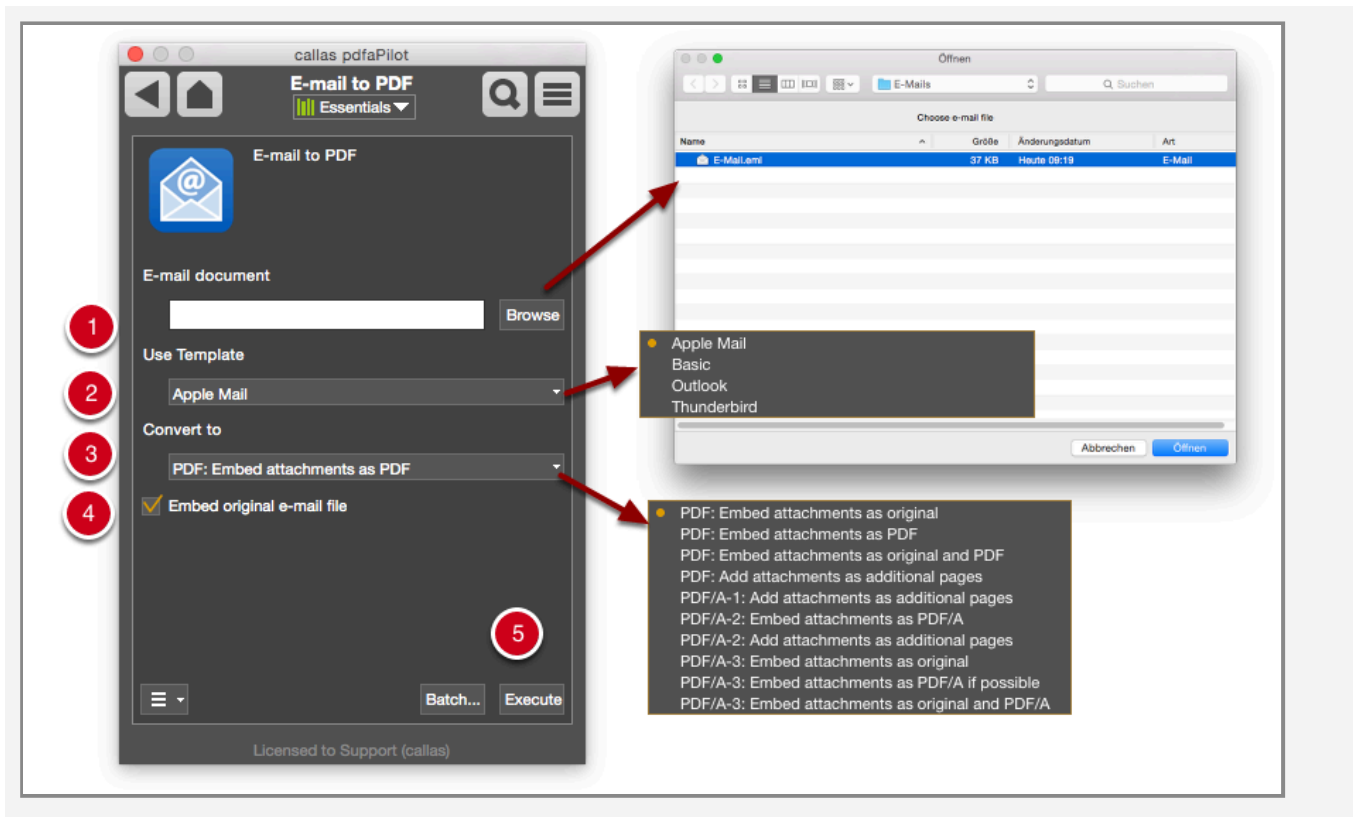 callas pdfaPilot
E-mail to PDF
Essentials
E-mail to PDF
E-mail document
1
Browse
Use Template
2
Apple Mail
Convert to
3
PDF: Embed attachments as PDF
4
Embed original e-mail file
5
Batch... Execute
Licensed to Support (callas)
Öffnen
E-Mails
Suchen
Choose e-mail file
Name Größe Änderungsdatum Art
E-Mail.eml 37 KB Heute 09:19 E-Mail
Apple Mail
Basic
Outlook
Thunderbird
Abbrechen Öffnen
PDF: Embed attachments as original
PDF: Embed attachments as PDF
PDF: Embed attachments as original and PDF
PDF: Add attachments as additional pages
PDF/A-1: Add attachments as additional pages
PDF/A-2: Embed attachments as PDF/A
PDF/A-2: Add attachments as additional pages
PDF/A-3: Embed attachments as original
PDF/A-3: Embed attachments as PDF/A if possible
PDF/A-3: Embed attachments as original and PDF/A